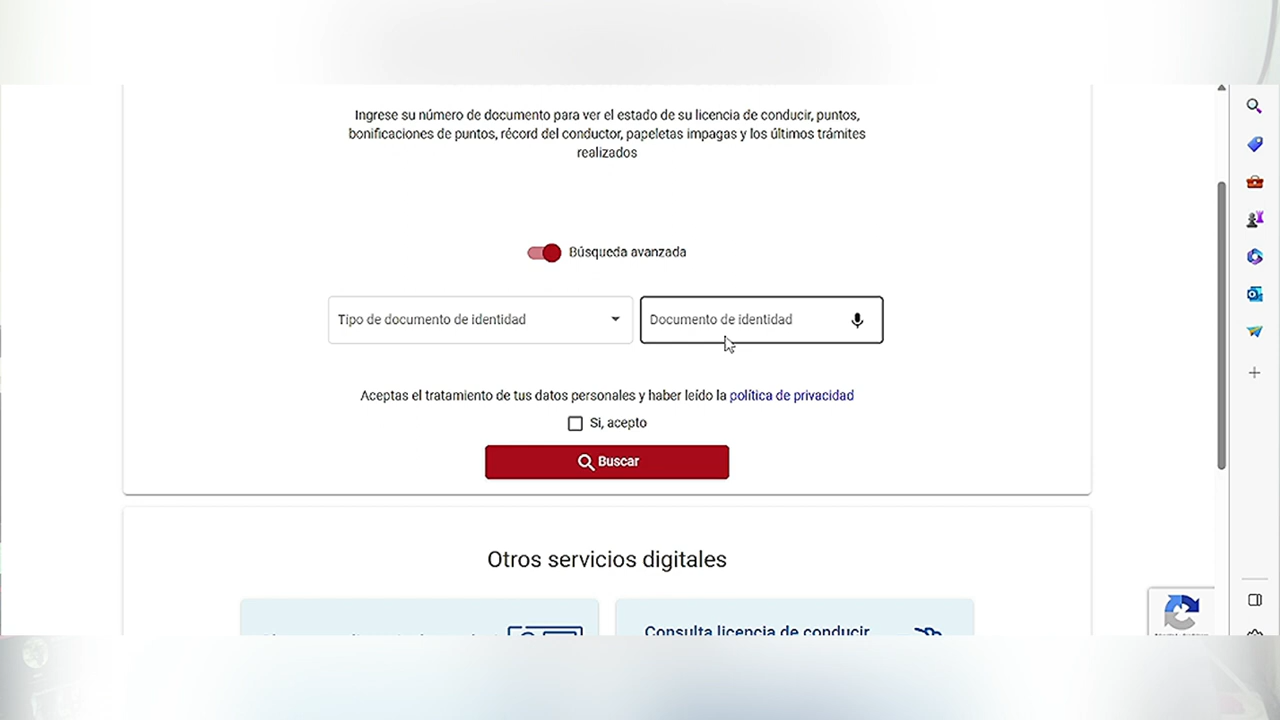 Ingrese su número de documento para ver el estado de su licencia de conducir, puntos,
bonificaciones de puntos, récord del conductor, papeletas impagas y los últimos trámites
realizados
Búsqueda avanzada
Tipo de documento de identidad
Documento de identidad
Aceptas el tratamiento de tus datos personales y haber leído la política de privacidad
Si, acepto
Buscar
Otros servicios digitales
Consulta licencia de conducir